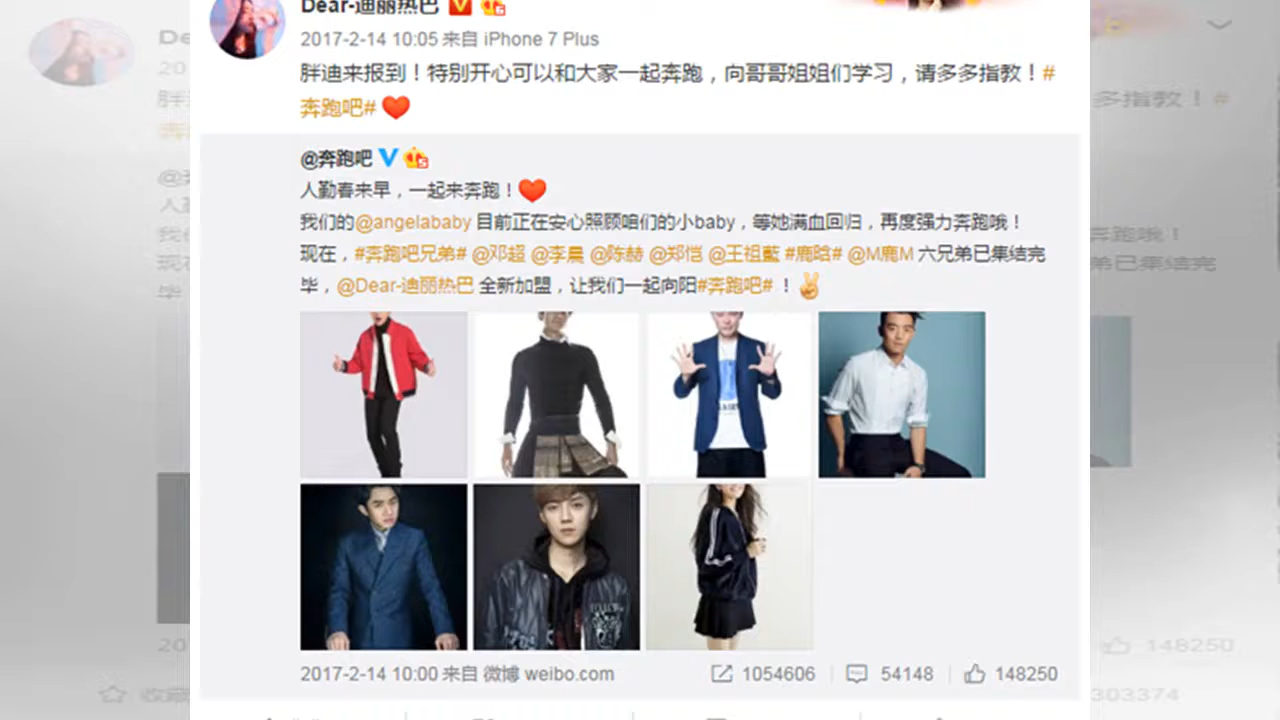 Dear-迪丽热巴
2017-2-14 10:05 来自 iPhone 7 Plus
胖迪来报到！特别开心可以和大家一起奔跑，向哥哥姐姐们学习，请多多指教！#
奔跑吧#
@奔跑吧
人勤春来早，一起来奔跑！
我们的@angelababy 目前正在安心照顾咱们的小baby，等她满血回归，再度强力奔跑哦！
现在，#奔跑吧兄弟# @邓超 @李晨 @陈赫 @郑恺 @王祖蓝 #鹿晗# @M鹿M 六兄弟已集结完
毕，@Dear-迪丽热巴 全新加盟，让我们一起向阳#奔跑吧# ！
2017-2-14 10:00 来自 微博 weibo.com
1054606
54148
148250